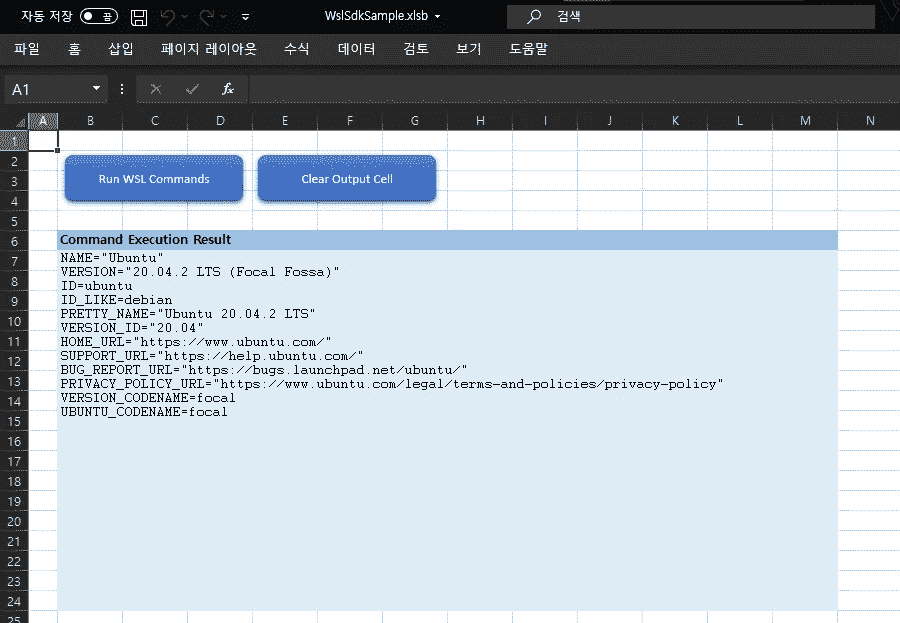 자동 저장 끔 WslSdkSample.xlsb 검색
파일 홈 삽입 페이지 레이아웃 수식 데이터 검토 보기 도움말
A1 fx
A B C D E F G H I J K L M N
1
2
3 Run WSL Commands Clear Output Cell
4
5
6 Command Execution Result
7 NAME="Ubuntu"
VERSION="20.04.2 LTS (Focal Fossa)"
8 ID=ubuntu
9 ID_LIKE=debian
10 PRETTY_NAME="Ubuntu 20.04.2 LTS"
VERSION_ID="20.04"
11 HOME_URL="https://www.ubuntu.com/"
12 SUPPORT_URL="https://help.ubuntu.com/"
BUG_REPORT_URL="https://bugs.launchpad.net/ubuntu/"
13 PRIVACY_POLICY_URL="https://www.ubuntu.com/legal/terms-and-policies/privacy-policy"
14 VERSION_CODENAME=focal
15 UBUNTU_CODENAME=focal
16
17
18
19
20
21
22
23
24
25